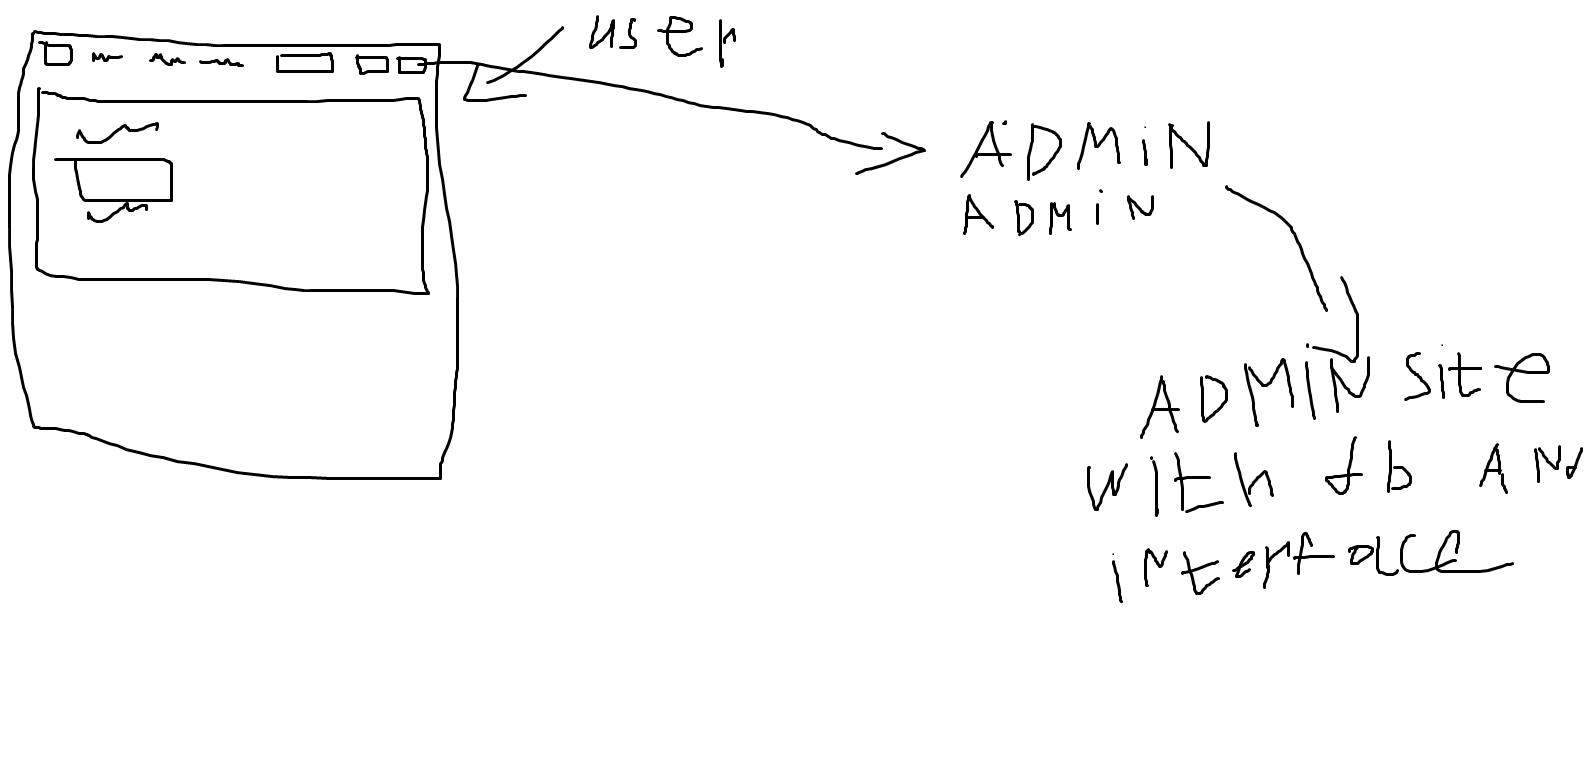 user
ADMiN
ADMiN
ADMIN Site
with db AND
interface